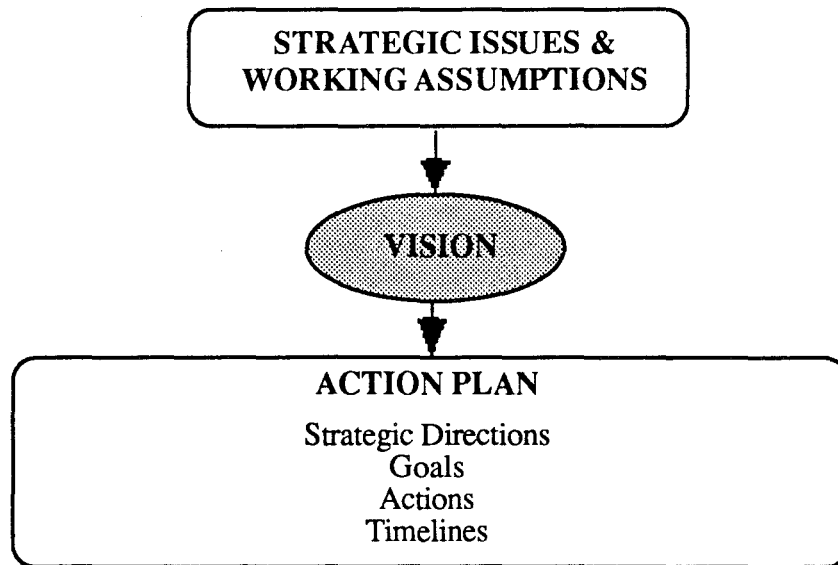 STRATEGIC ISSUES &
WORKING ASSUMPTIONS
VISION
ACTION PLAN
Strategic Directions
Goals
Actions
Timelines